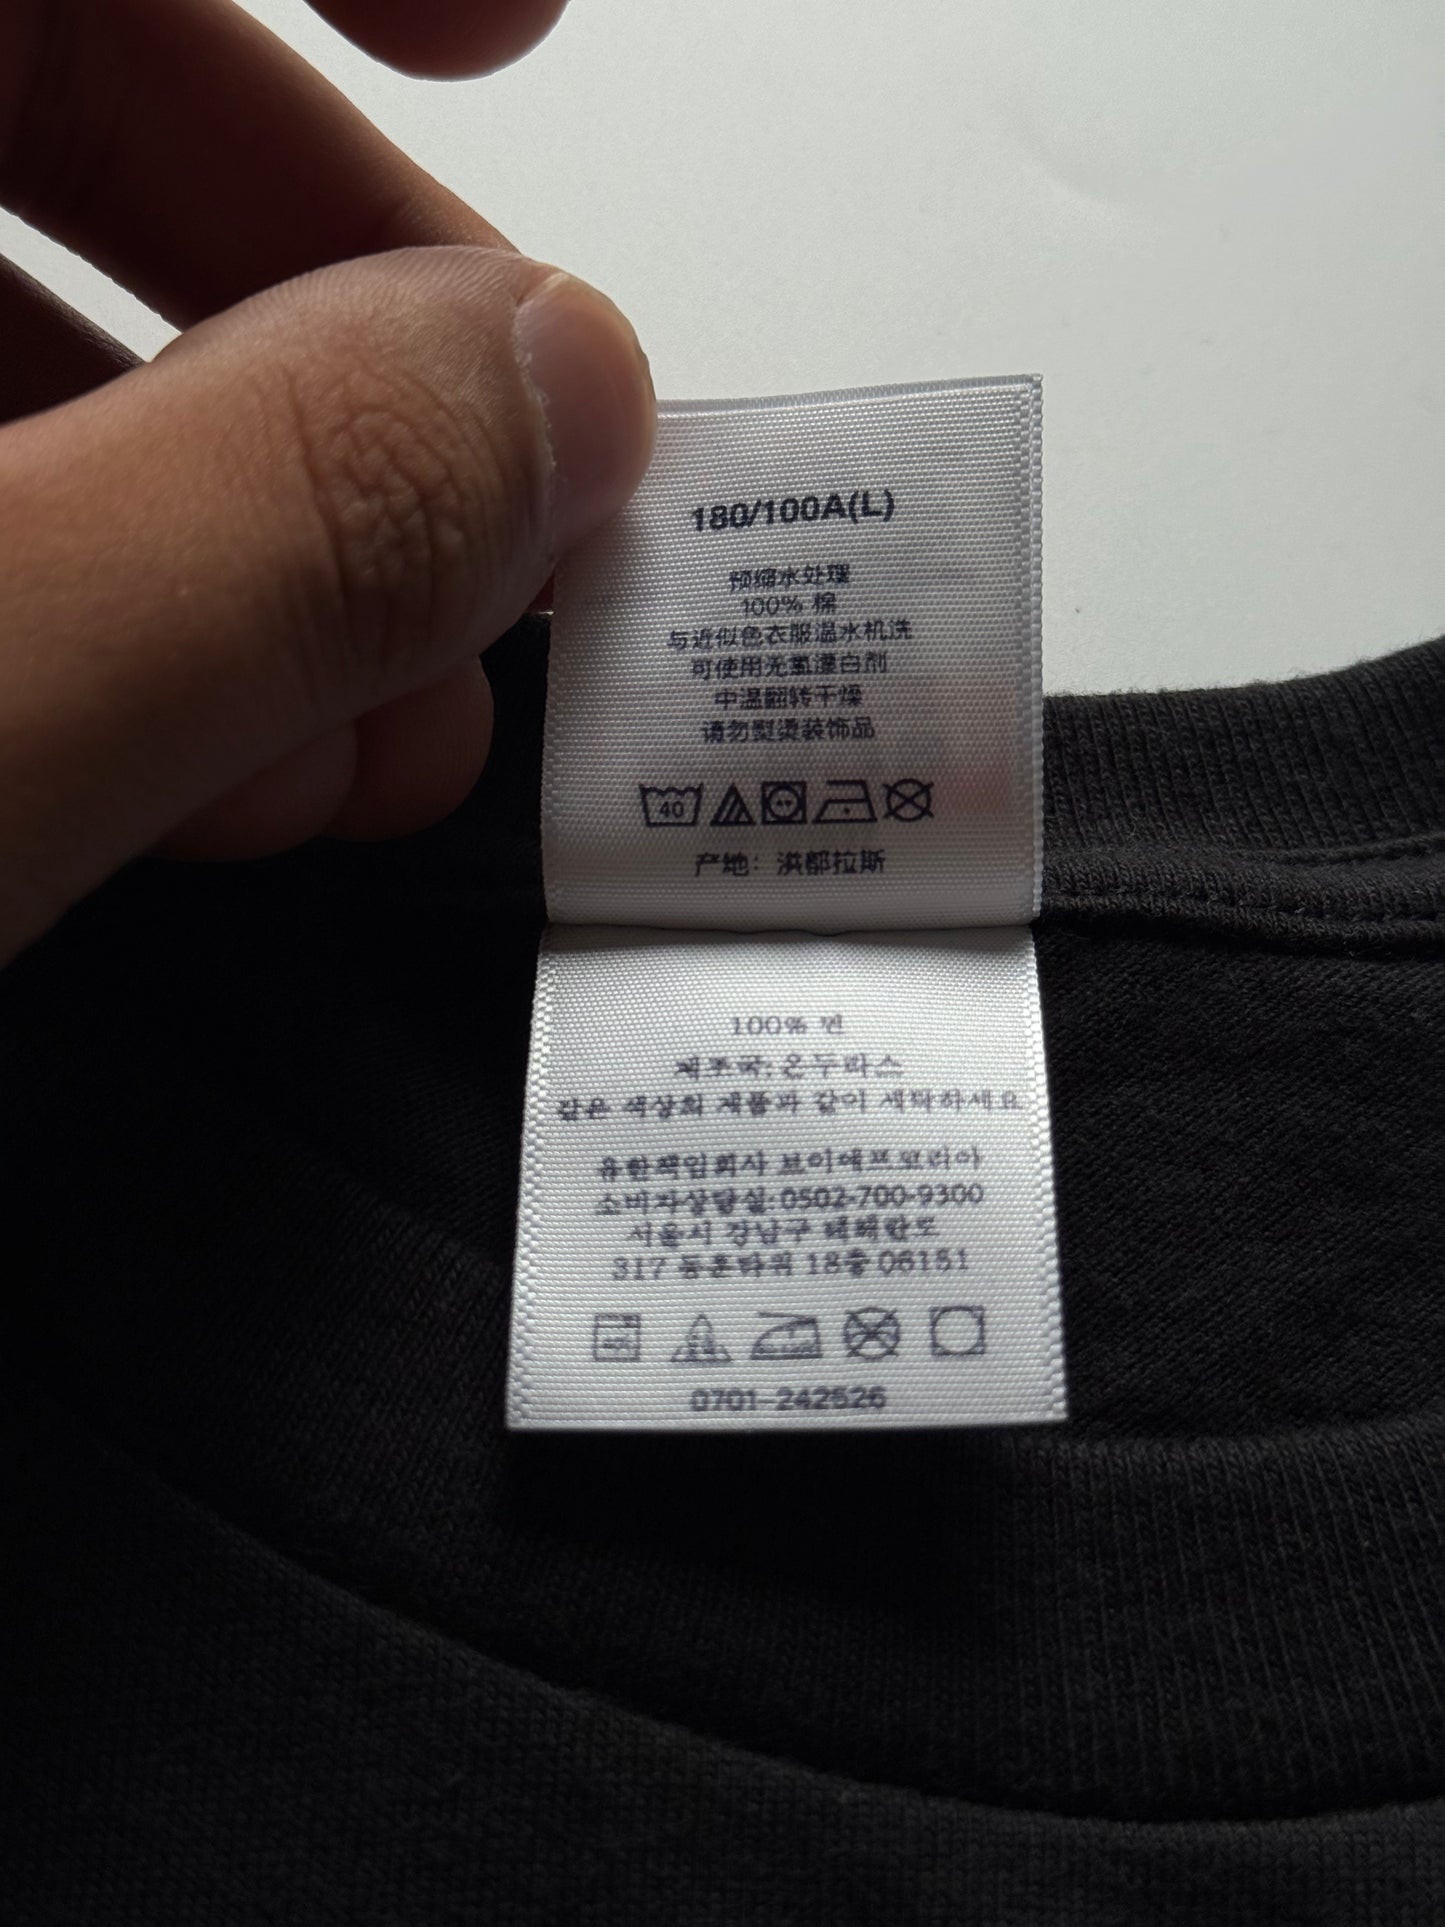 180/100A(L)
预缩水处理
100% 棉
与近似色衣服温水机洗
可使用无氯漂白剂
中温翻转干燥
请勿熨烫装饰品
40
产地：洪都拉斯
100% 면
제조국:온두라스
같은 색상의 제품과 같이 세탁하세요
유한책임회사 브이에프코리아
소비자상담실:0502-700-9300
서울시 강남구 테헤란로
317 동훈타워 18층 06151
0701-242526